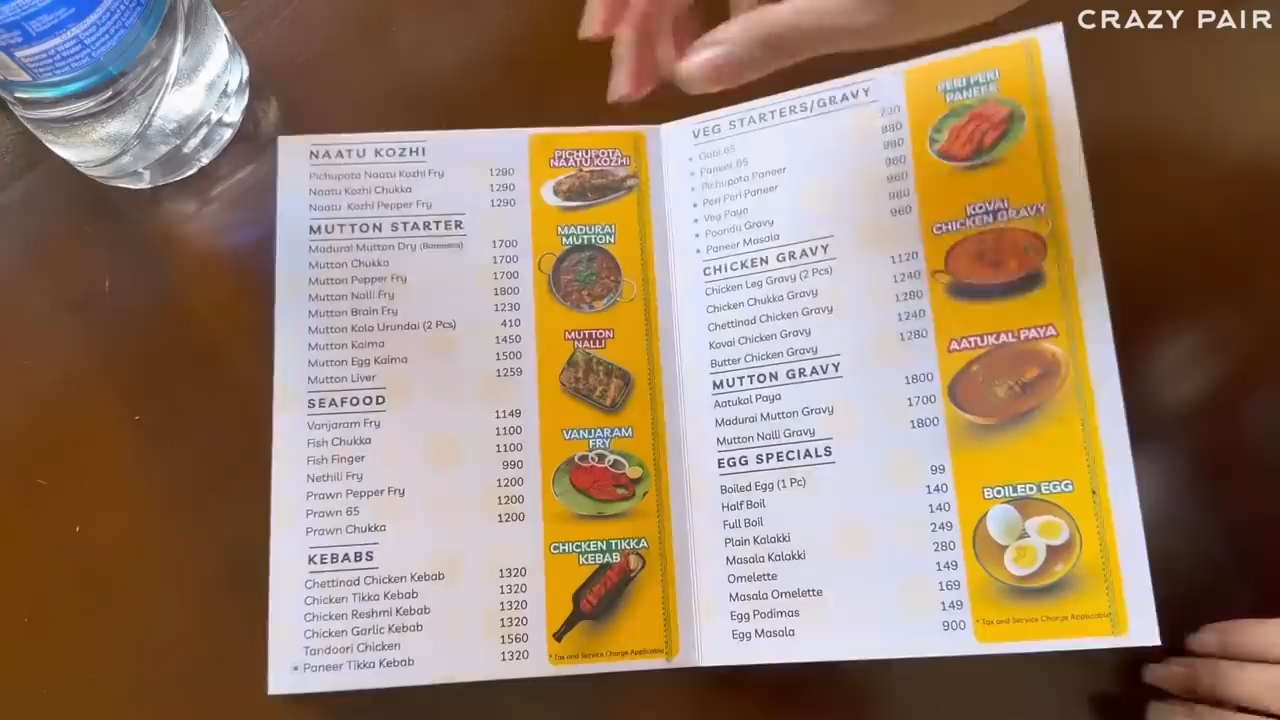 CRAZY PAIR
NAATU KOZHI
Pichupota Naatu Kozhi Fry 1290
Naatu Kozhi Chukka 1290
Naatu Kozhi Pepper Fry 1290
MUTTON STARTER
Madurai Mutton Dry (Boneless) 1700
Mutton Chukka 1700
Mutton Pepper Fry 1700
Mutton Nalli Fry 1800
Mutton Brain Fry 1230
Mutton Kola Urundai (2 Pcs) 410
Mutton Kaima 1450
Mutton Egg Kaima 1500
Mutton Liver 1259
SEAFOOD
Vanjaram Fry 1149
Fish Chukka 1100
Fish Finger 1100
Nethili Fry 990
Prawn Pepper Fry 1200
Prawn 65 1200
Prawn Chukka 1200
KEBABS
Chettinad Chicken Kebab 1320
Chicken Tikka Kebab 1320
Chicken Reshmi Kebab 1320
Chicken Garlic Kebab 1320
Tandoori Chicken 1560
Paneer Tikka Kebab 1320
PICHUPOTA
NAATU KOZHI
MADURAI
MUTTON
MUTTON
NALLI
VANJARAM
FRY
CHICKEN TIKKA
KEBAB
* Tax and Service Charge Applicable
VEG STARTERS/GRAVY
Gobi 65
Paneer 65 880
Pichupota Paneer 960
Peri Peri Paneer 960
Veg Paya 960
Poondu Gravy 980
Paneer Masala 960
CHICKEN GRAVY
Chicken Leg Gravy (2 Pcs) 1120
Chicken Chukka Gravy 1240
Chettinad Chicken Gravy 1280
Kovai Chicken Gravy 1240
Butter Chicken Gravy 1280
MUTTON GRAVY
Aatukal Paya 1800
Madurai Mutton Gravy 1700
Mutton Nalli Gravy 1800
EGG SPECIALS
Boiled Egg (1 Pc) 99
Half Boil 140
Full Boil 140
Plain Kalakki 249
Masala Kalakki 280
Omelette 149
Masala Omelette 169
Egg Podimas 149
Egg Masala 900
PERI PERI
PANEER
KOVAI
CHICKEN GRAVY
AATUKAL PAYA
BOILED EGG
* Tax and Service Charge Applicable